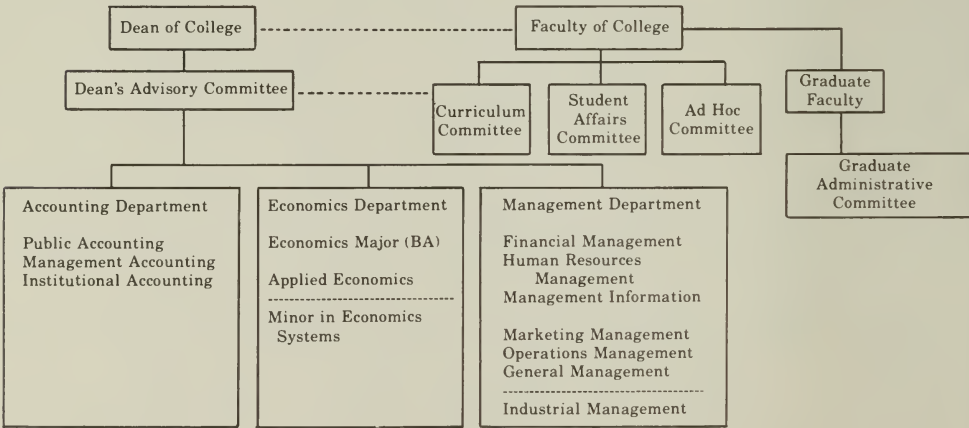 Dean of College
Faculty of College
Dean's Advisory Committee
Curriculum
Committee
Student
Affairs
Committee
Ad Hoc
Committee
Graduate
Faculty
Graduate
Administrative
Committee
Accounting Department
Public Accounting
Management Accounting
Institutional Accounting
Economics Department
Economics Major (BA)
Applied Economics
Minor in Economics
Systems
Management Department
Financial Management
Human Resources
Management
Management Information
Marketing Management
Operations Management
General Management
Industrial Management